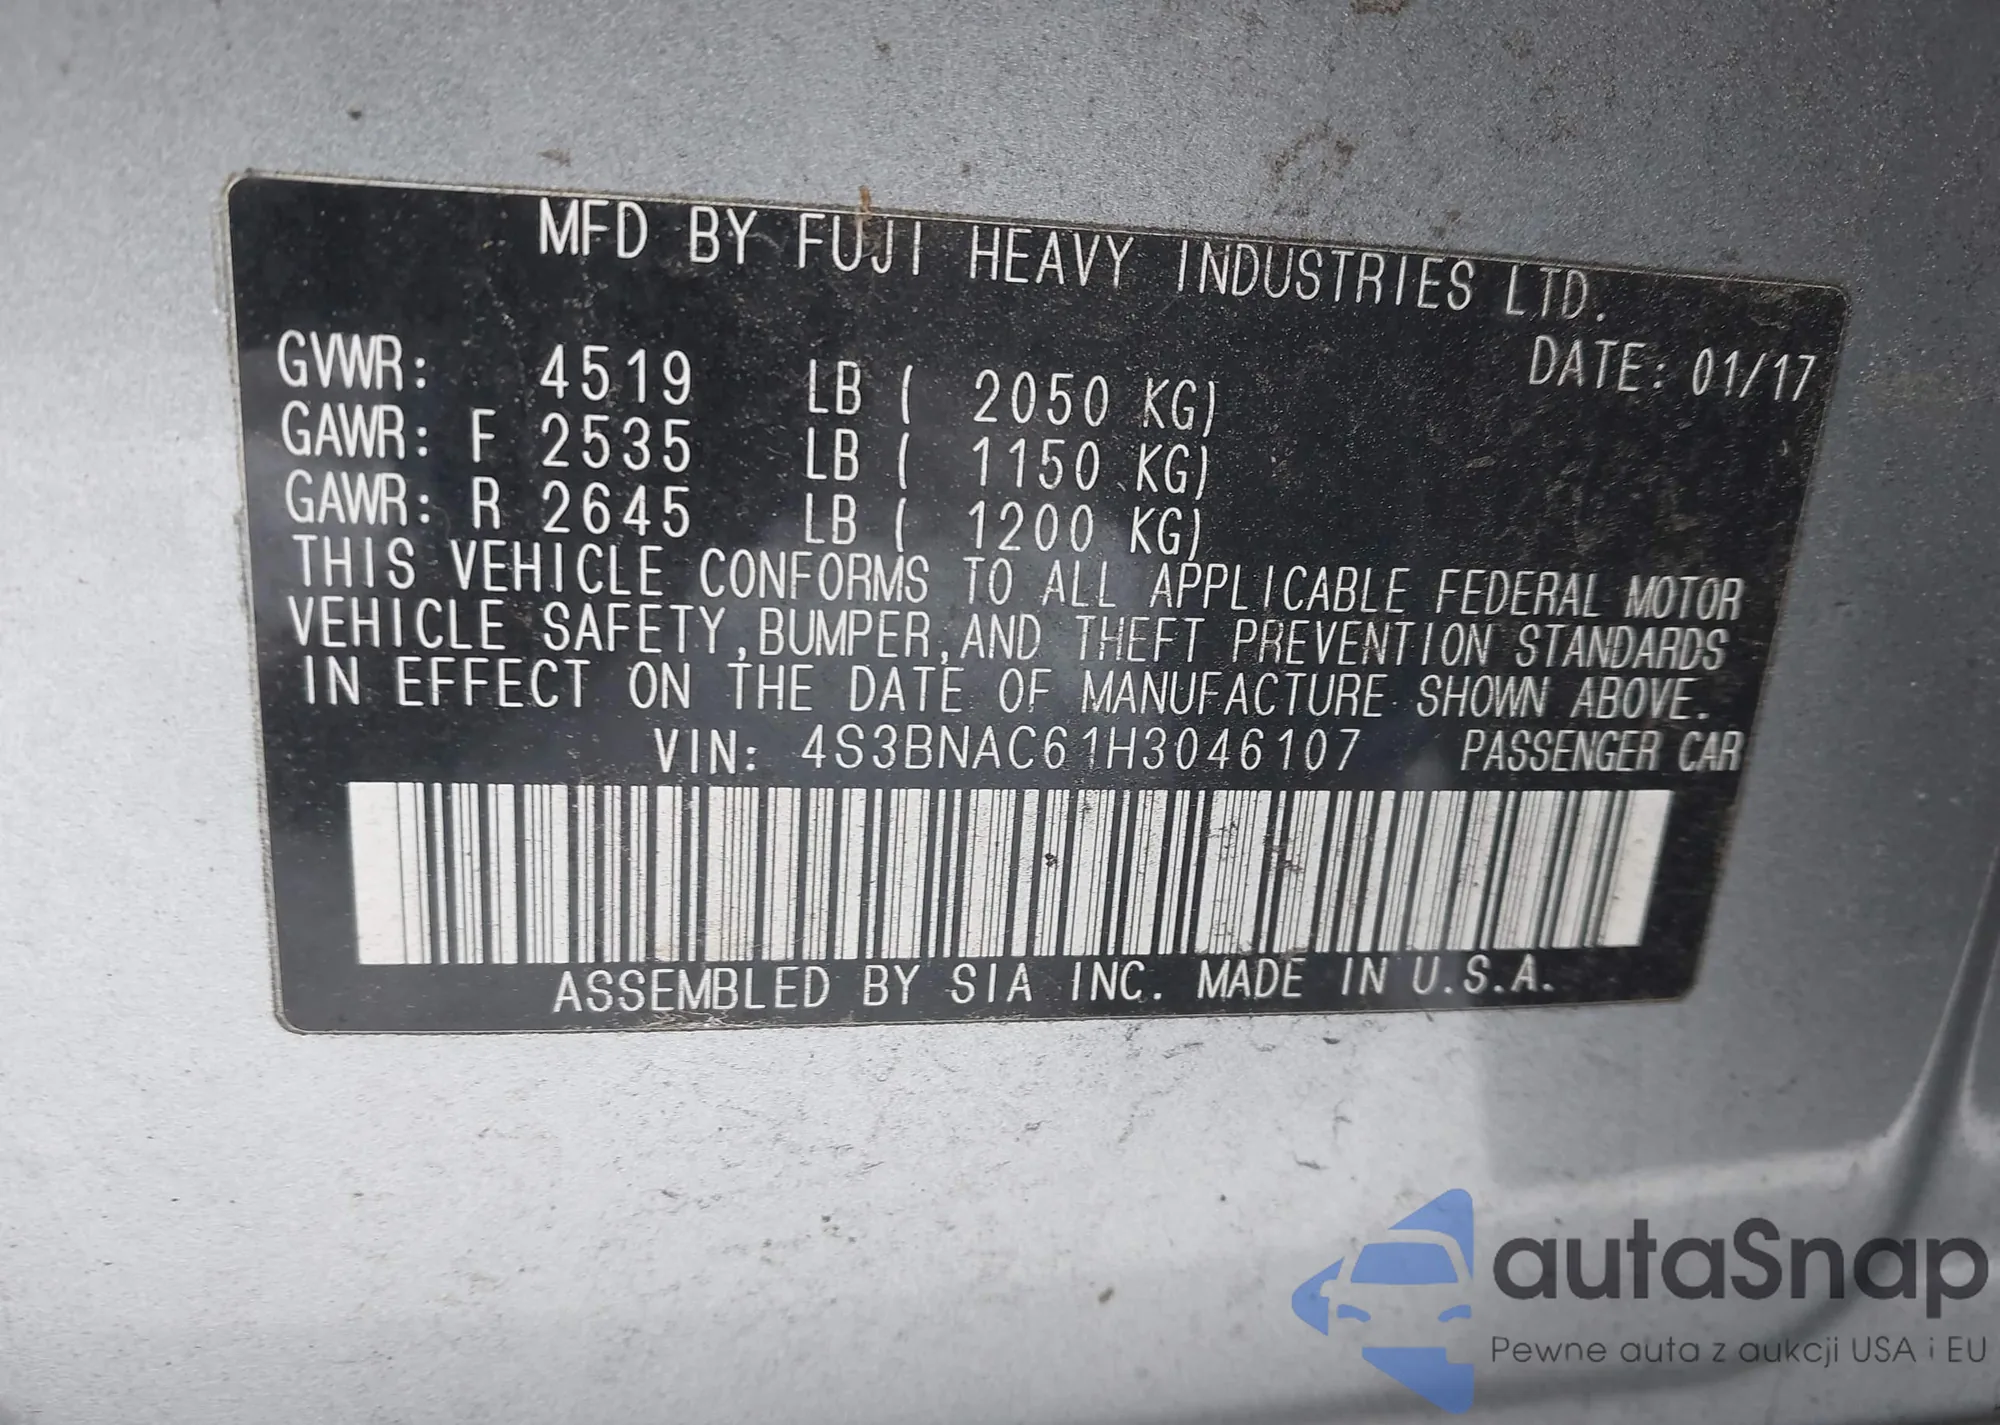 MFD BY FUJI HEAVY INDUSTRIES LTD.
DATE: 01/17
GVWR: 4519 LB ( 2050 KG)
GAWR: F 2535 LB ( 1150 KG)
GAWR: R 2645 LB ( 1200 KG)
THIS VEHICLE CONFORMS TO ALL APPLICABLE FEDERAL MOTOR
VEHICLE SAFETY,BUMPER,AND THEFT PREVENTION STANDARDS
IN EFFECT ON THE DATE OF MANUFACTURE SHOWN ABOVE.
VIN: 4S3BNAC61H3046107 PASSENGER CAR
ASSEMBLED BY SIA INC. MADE IN U.S.A.
autaSnap
Pewne auta z aukcji USA i EU